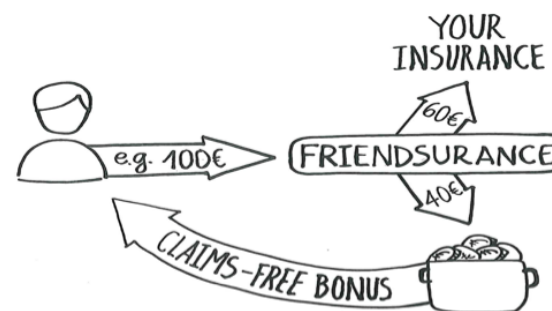 YOUR
INSURANCE
60€
e.g. 100€
FRIENDSURANCE
40€
CLAIMS-FREE BONUS